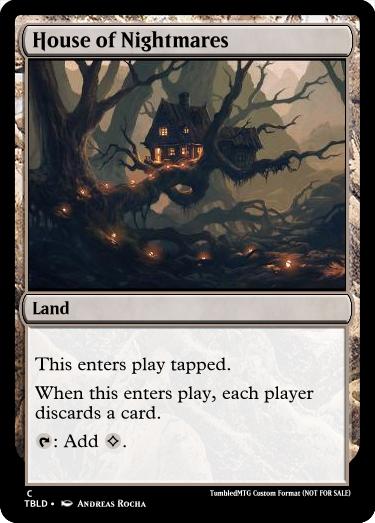 House of Nightmares
Land
This enters play tapped.
When this enters play, each player
discards a card.
: Add .
C
TBLD • Andreas Rocha
TumbledMTG Custom Format (NOT FOR SALE)